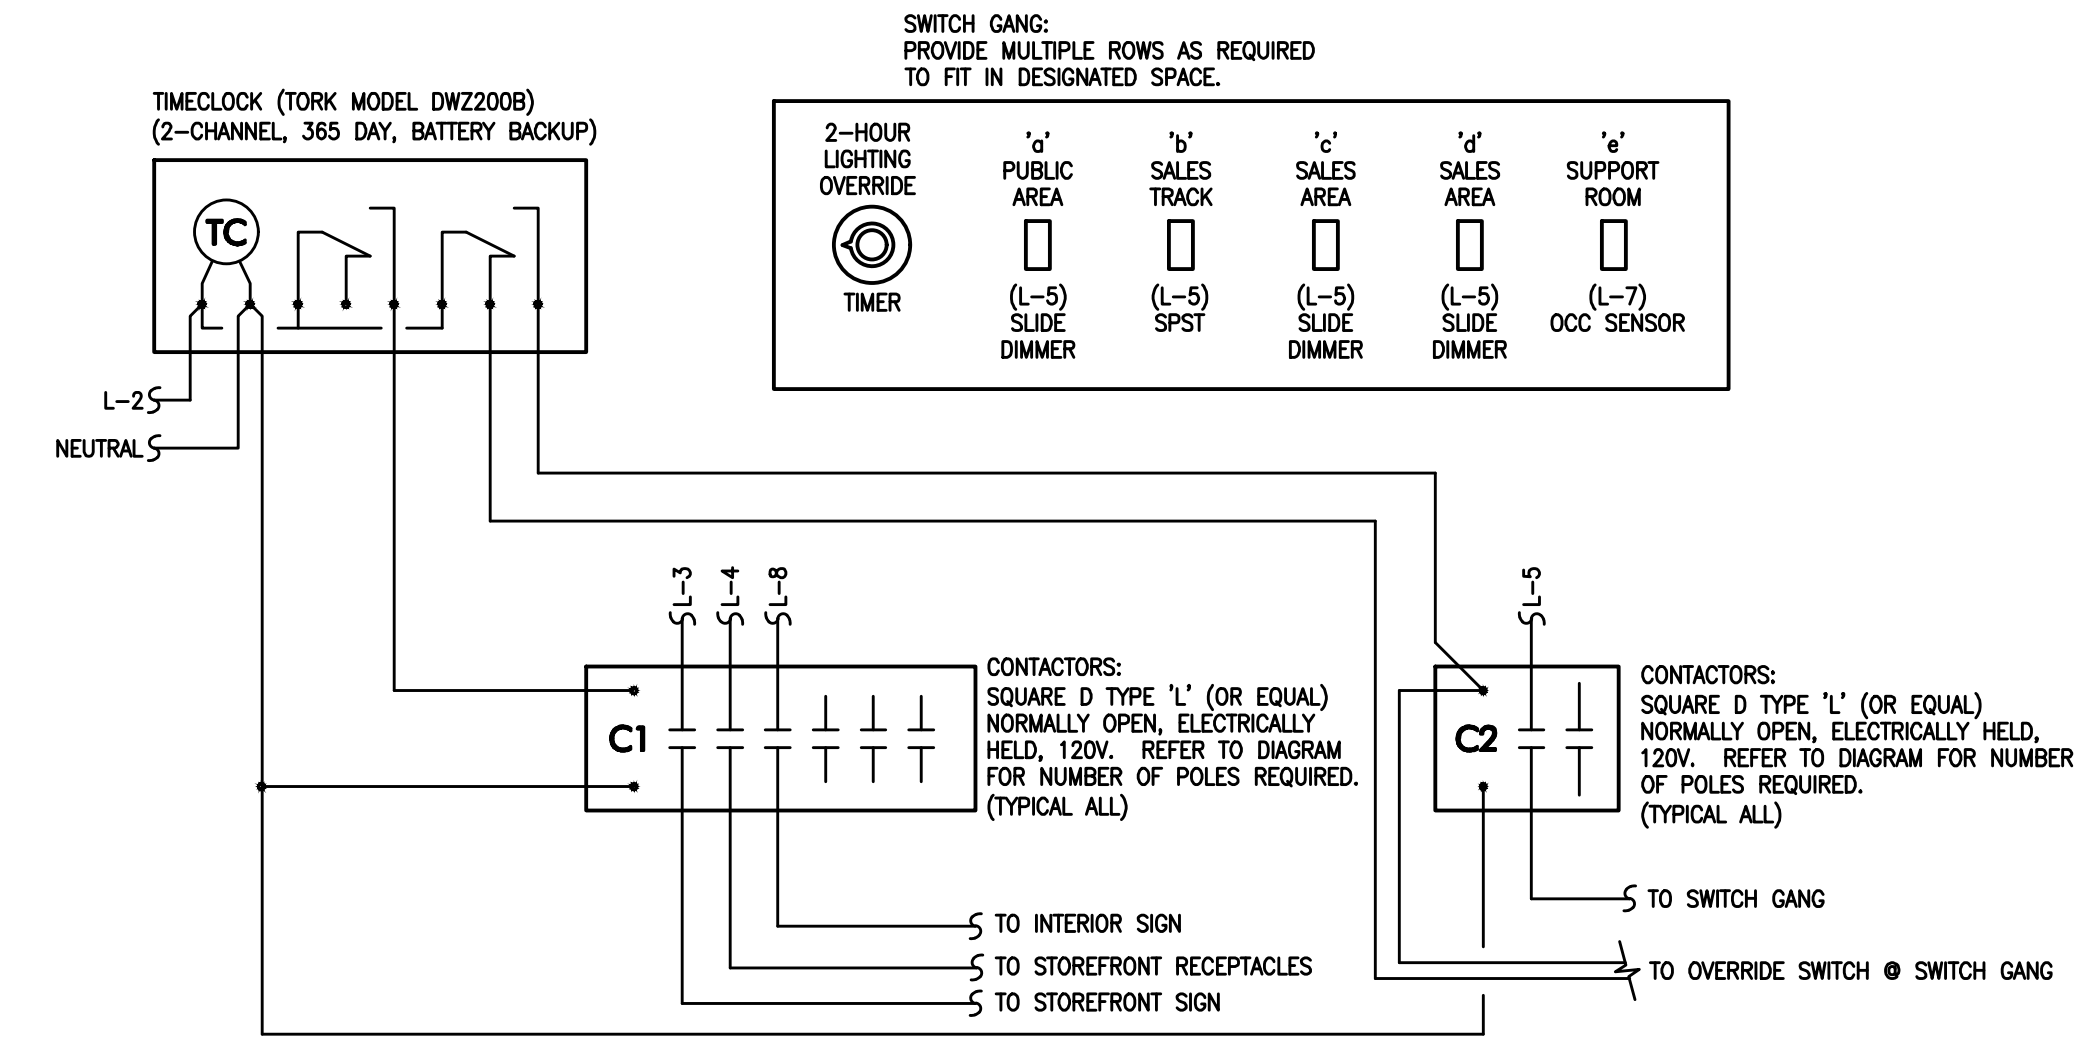 SWITCH GANG:
PROVIDE MULTIPLE ROWS AS REQUIRED
TO FIT IN DESIGNATED SPACE.
TIMECLOCK (TORK MODEL DWZ200B)
(2-CHANNEL, 365 DAY, BATTERY BACKUP)
TC
L-2
NEUTRAL
2-HOUR
LIGHTING
OVERRIDE
TIMER
'a'
PUBLIC
AREA
(L-5)
SLIDE
DIMMER
'b'
SALES
TRACK
(L-5)
SPST
'c'
SALES
AREA
(L-5)
SLIDE
DIMMER
'd'
SALES
AREA
(L-5)
SLIDE
DIMMER
'e'
SUPPORT
ROOM
(L-7)
OCC SENSOR
L-3
L-4
L-8
C1
CONTACTORS:
SQUARE D TYPE 'L' (OR EQUAL)
NORMALLY OPEN, ELECTRICALLY
HELD, 120V. REFER TO DIAGRAM
FOR NUMBER OF POLES REQUIRED.
(TYPICAL ALL)
L-5
C2
CONTACTORS:
SQUARE D TYPE 'L' (OR EQUAL)
NORMALLY OPEN, ELECTRICALLY HELD,
120V. REFER TO DIAGRAM FOR NUMBER
OF POLES REQUIRED.
(TYPICAL ALL)
TO INTERIOR SIGN
TO STOREFRONT RECEPTACLES
TO STOREFRONT SIGN
TO SWITCH GANG
TO OVERRIDE SWITCH @ SWITCH GANG